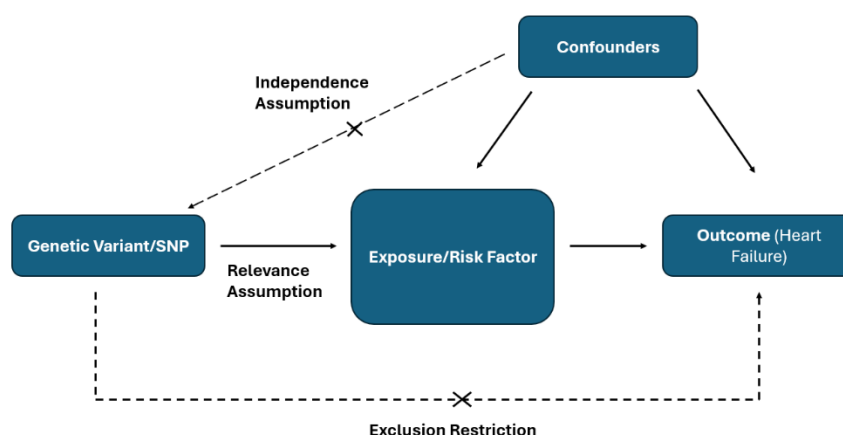 Confounders
Independence
Assumption
Genetic Variant/SNP
Relevance
Assumption
Exposure/Risk Factor
Outcome (Heart
Failure)
Exclusion Restriction